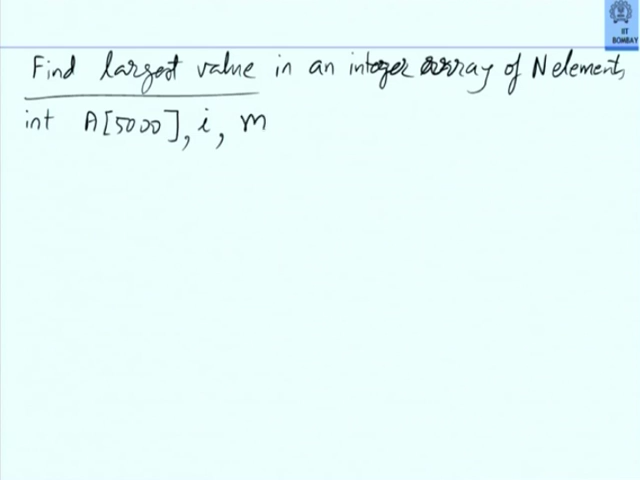 IIT
BOMBAY
Find largest value in an integer array of N elements
int A[5000], i, m